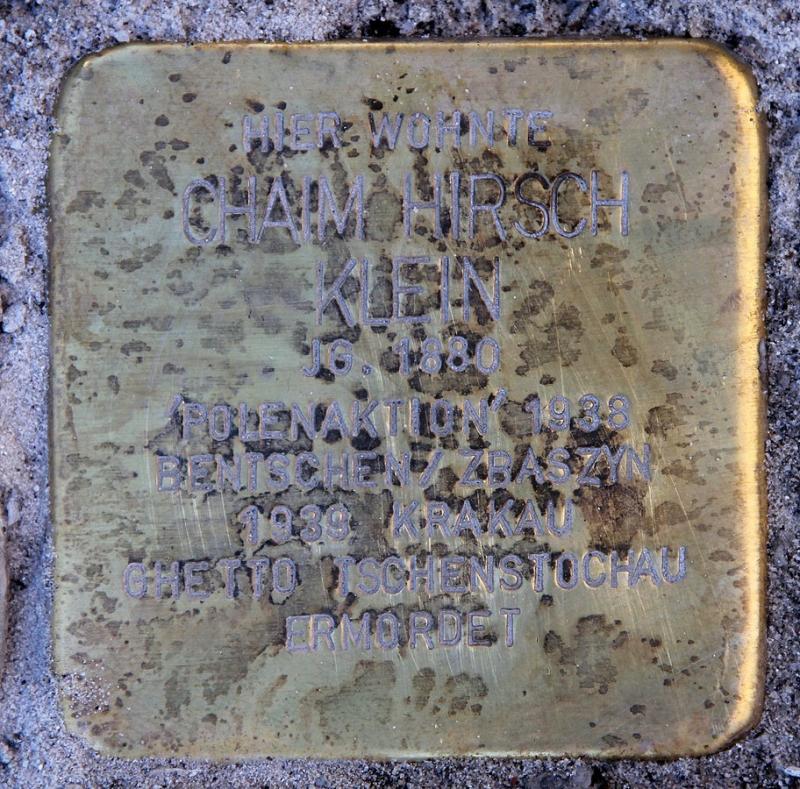 HIER WOHNTE
CHAIM HIRSCH
KLEIN
JG. 1880
'POLENAKTION' 1938
BENTSCHEN/ZBASZYN
1939 KRAKAU
GHETTO TSCHENSTOCHAU
ERMORDET